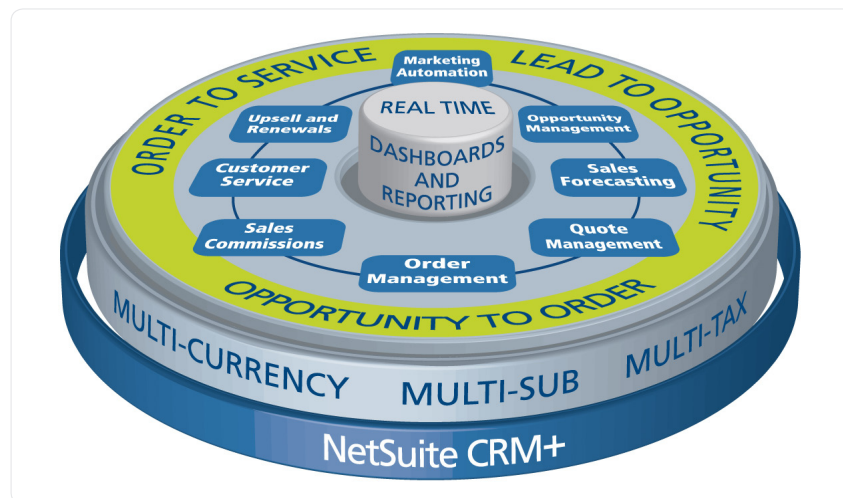 ORDER TO SERVICE
LEAD TO OPPORTUNITY
Marketing
Automation
REAL TIME
DASHBOARDS
AND
REPORTING
Upsell and
Renewals
Opportunity
Management
Customer
Service
Sales
Forecasting
Sales
Commissions
Quote
Management
Order
Management
OPPORTUNITY TO ORDER
MULTI-CURRENCY
MULTI-SUB
MULTI-TAX
NetSuite CRM+